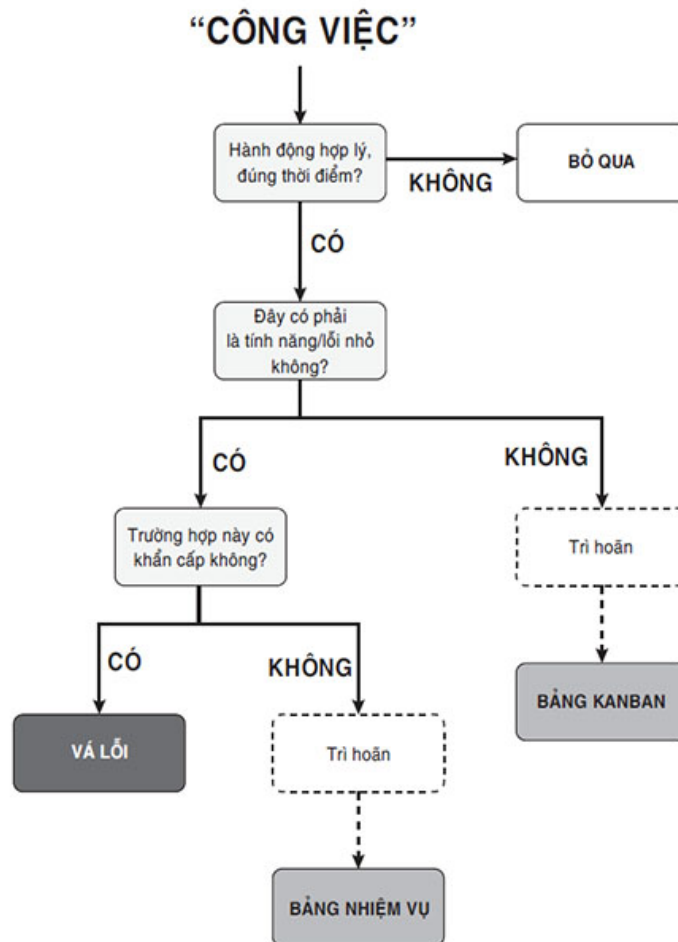 “CÔNG VIỆC”
Hành động hợp lý,
đúng thời điểm?
KHÔNG
BỎ QUA
CÓ
Đây có phải
là tính năng/lỗi nhỏ
không?
CÓ
KHÔNG
Trường hợp này có
khẩn cấp không?
Trì hoãn
CÓ
KHÔNG
BẢNG KANBAN
VÁ LỖI
Trì hoãn
BẢNG NHIỆM VỤ